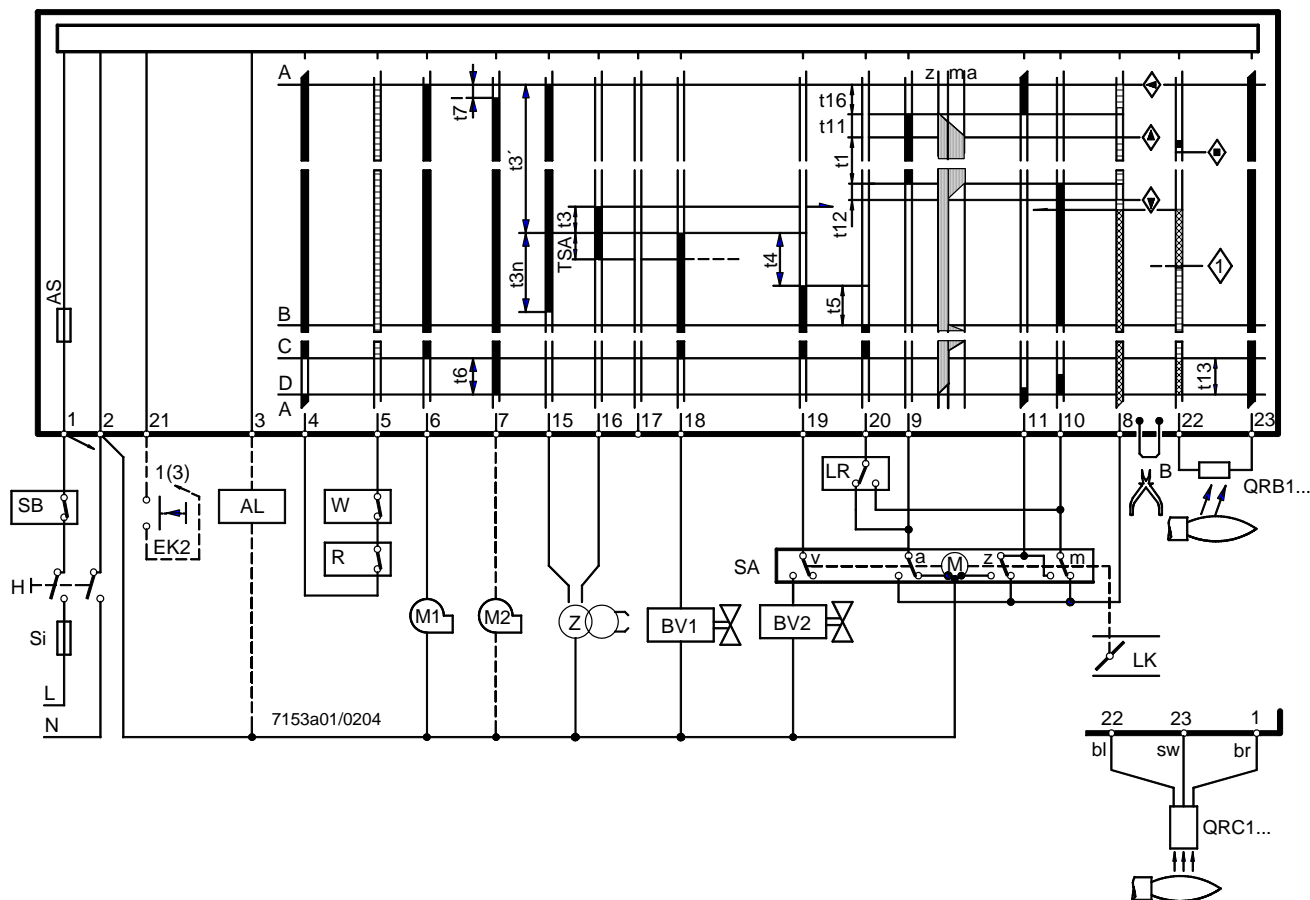 A
z m a
t7
t16
t11
t3´
t1
t3
t12
TSA
t3n
t4
1
t5
AS
B
C
t6
t13
D
A
1 2 21 3 4 5 6 7 15 16 17 18 19 20 9 11 10 8 22 23
1(3)
SB
AL
W
LR
B
QRB1...
EK2
R
SA
v a M z m
H
M1 M2 Z BV1 BV2
Si
LK
L
7153a01/0204
N
22 23 1
bl sw br
QRC1...